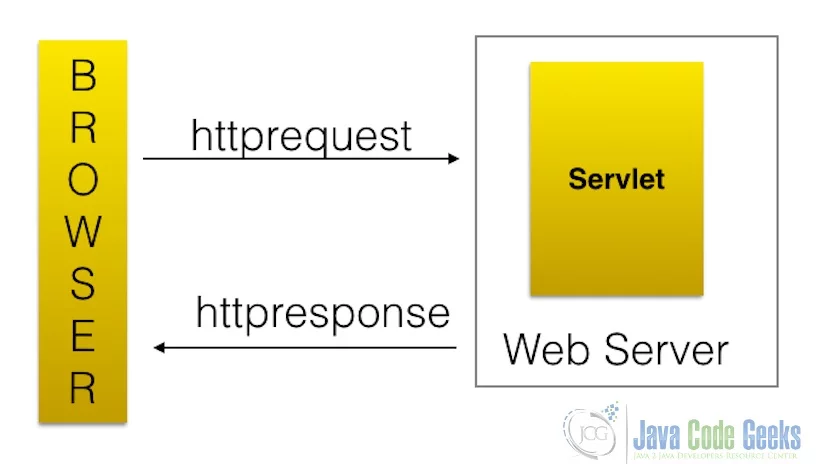 BROWSER
httprequest
Servlet
httpresponse
Web Server
JCG
Java Code Geeks
JAVA 2 JAVA DEVELOPERS RESOURCE CENTER